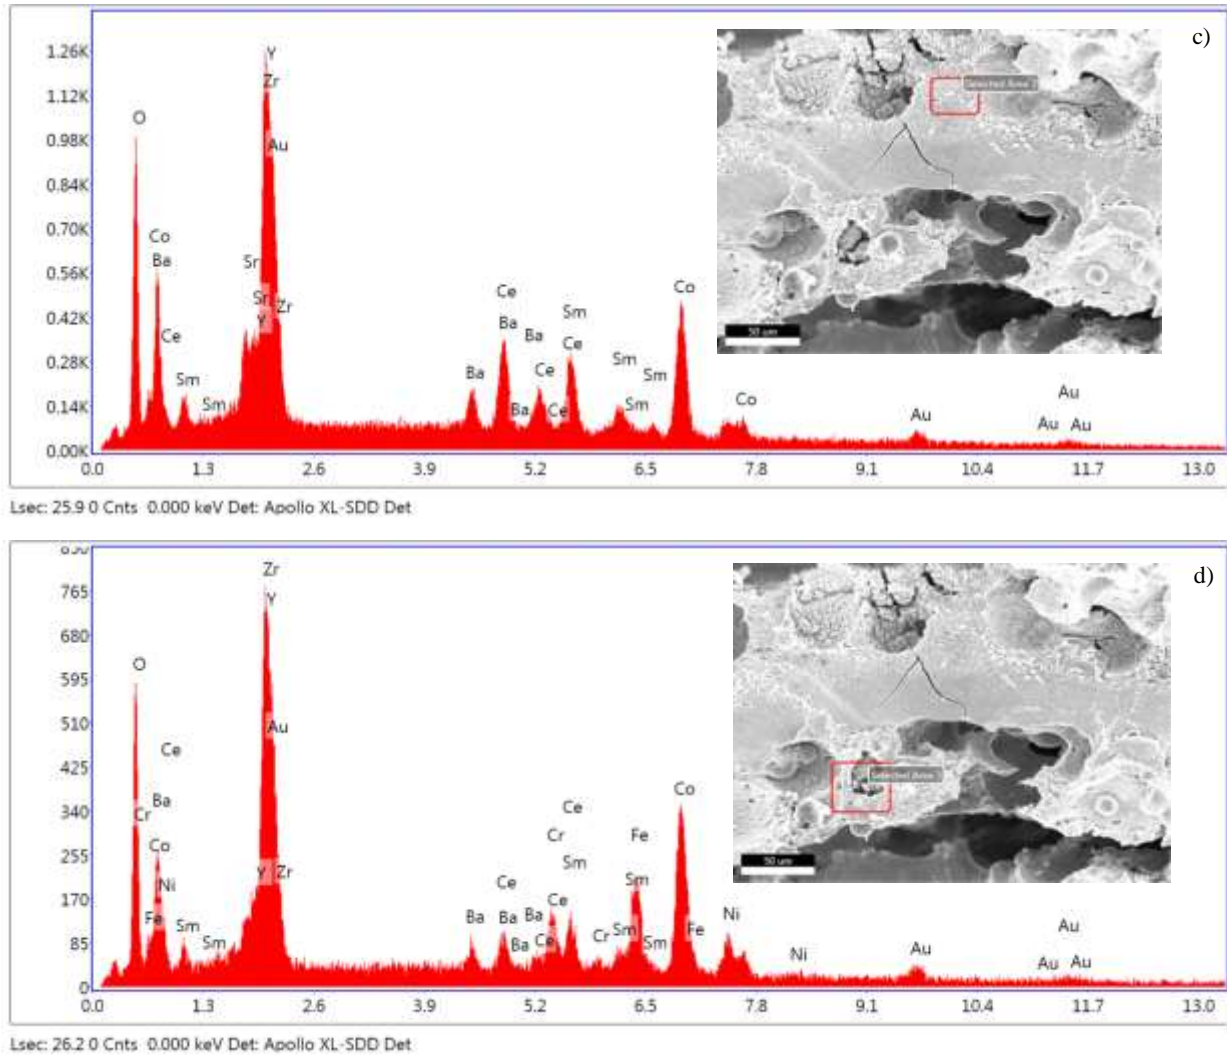 c)
1.26K
1.12K
0.98K
0.84K
0.70K
0.56K
0.42K
0.28K
0.14K
0.00K
Y
Zr
O
Au
Co
Ba
Sr
Sr
Zr
Y
Ce
Sm
Sm
Ba
Ce
Ba
Ba
Ba
Ce
Ce
Sm
Ce
Sm
Sm
Sm
Co
Co
Au
Au
Au
Au
Selected Area
50 um
0.0 1.3 2.6 3.9 5.2 6.5 7.8 9.1 10.4 11.7 13.0
Lsec: 25.9 0 Cnts 0.000 keV Det: Apollo XL-SDD Det
d)
765
680
595
510
425
340
255
170
85
0
Zr
Y
O
Au
Ce
Ba
Cr
Co
Ni
Fe
Sm
Sm
Y Zr
Ba
Ce
Ba
Ba
Ba
Ce
Cr
Ce
Ce
Sm
Cr
Fe
Sm
Sm
Sm
Co
Fe
Ni
Ni
Au
Au
Au
Au
Selected Area
50 um
0.0 1.3 2.6 3.9 5.2 6.5 7.8 9.1 10.4 11.7 13.0
Lsec: 26.2 0 Cnts 0.000 keV Det: Apollo XL-SDD Det